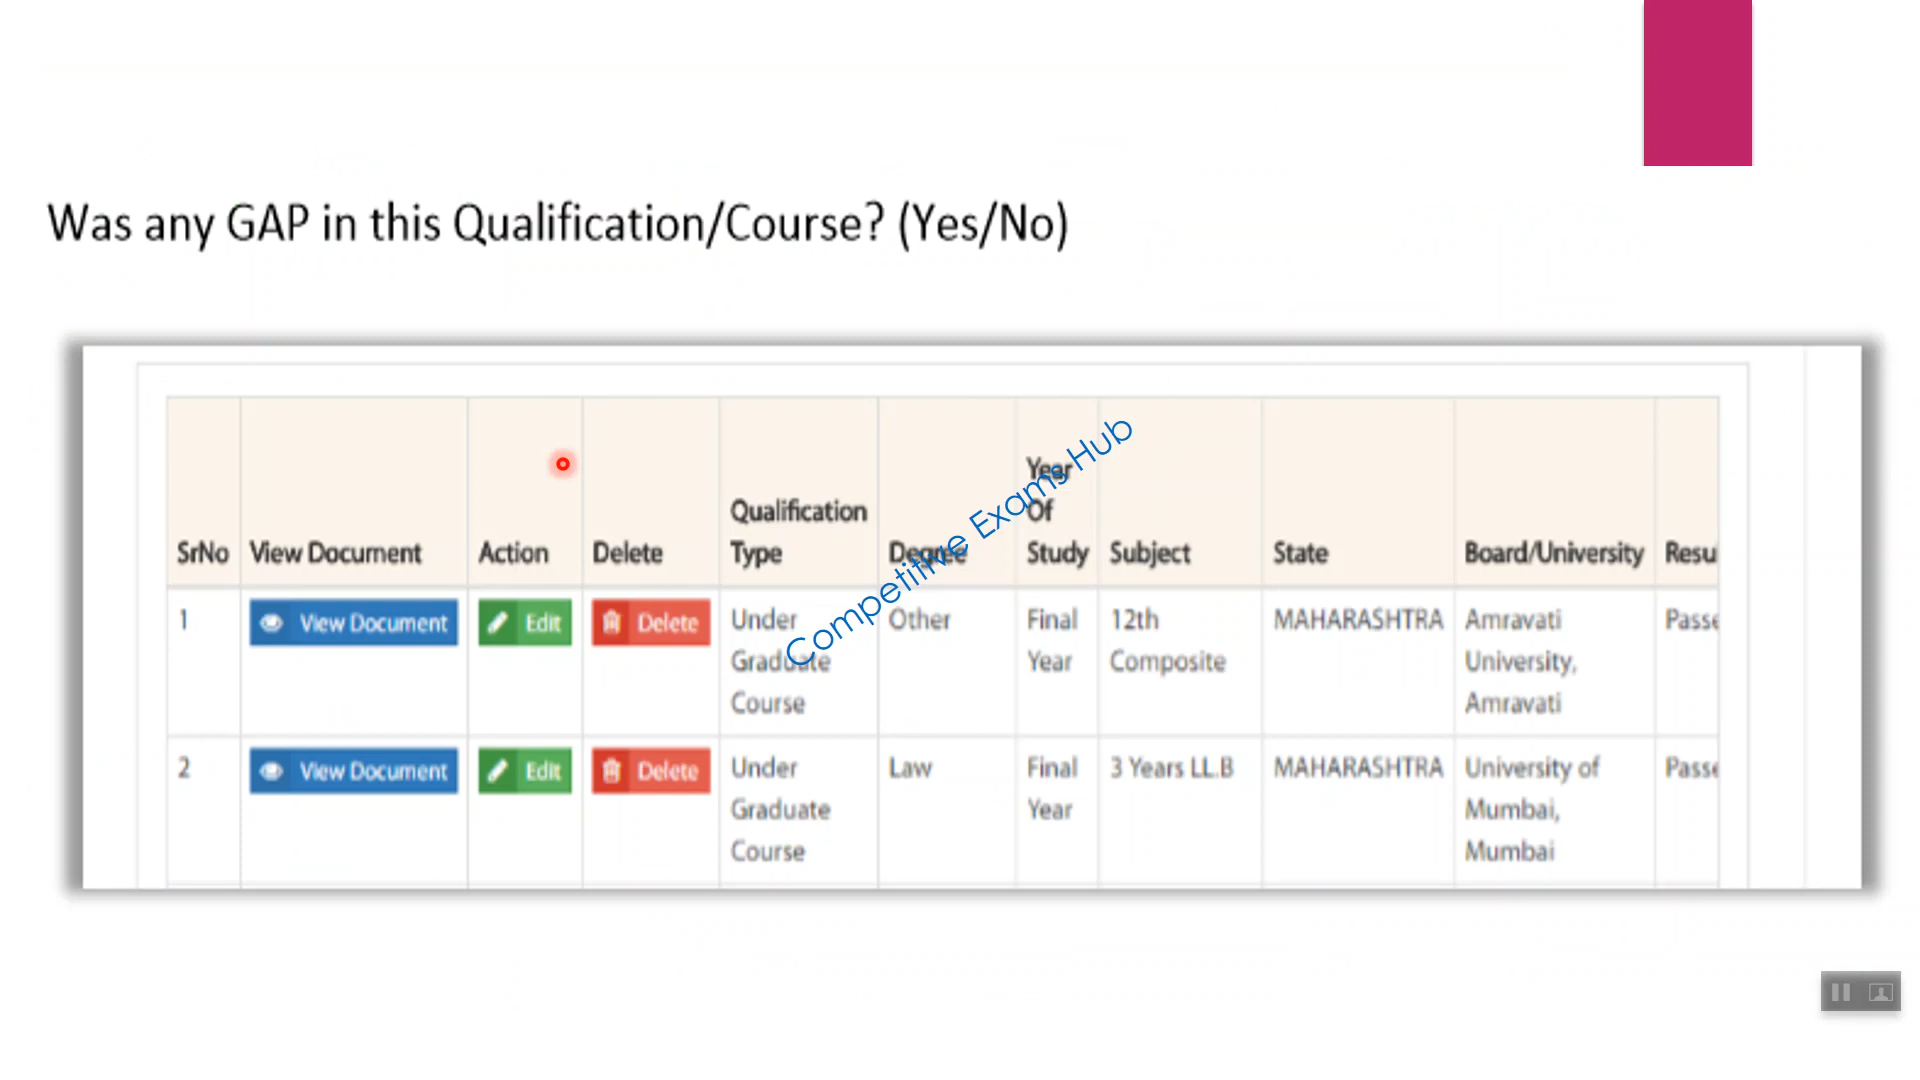 Was any GAP in this Qualification/Course? (Yes/No)
SrNo View Document Action Delete Qualification Type Degree Year Of Study Subject State Board/University Resu
1 View Document Edit Delete Under Graduate Course Other Final Year 12th Composite MAHARASHTRA Amravati University, Amravati Passe
2 View Document Edit Delete Under Graduate Course Law Final Year 3 Years LL.B MAHARASHTRA University of Mumbai, Mumbai Passe
Competitive Exams Hub